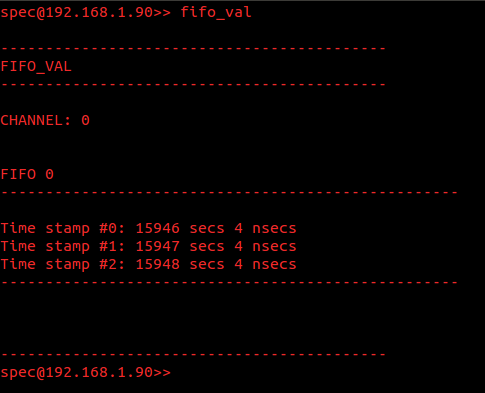 spec@192.168.1.90>> fifo_val
-------------------------------------------
FIFO_VAL
-------------------------------------------
CHANNEL: 0
FIFO 0
---------------------------------------------------
Time stamp #0: 15946 secs 4 nsecs
Time stamp #1: 15947 secs 4 nsecs
Time stamp #2: 15948 secs 4 nsecs
---------------------------------------------------
-------------------------------------------
spec@192.168.1.90>>